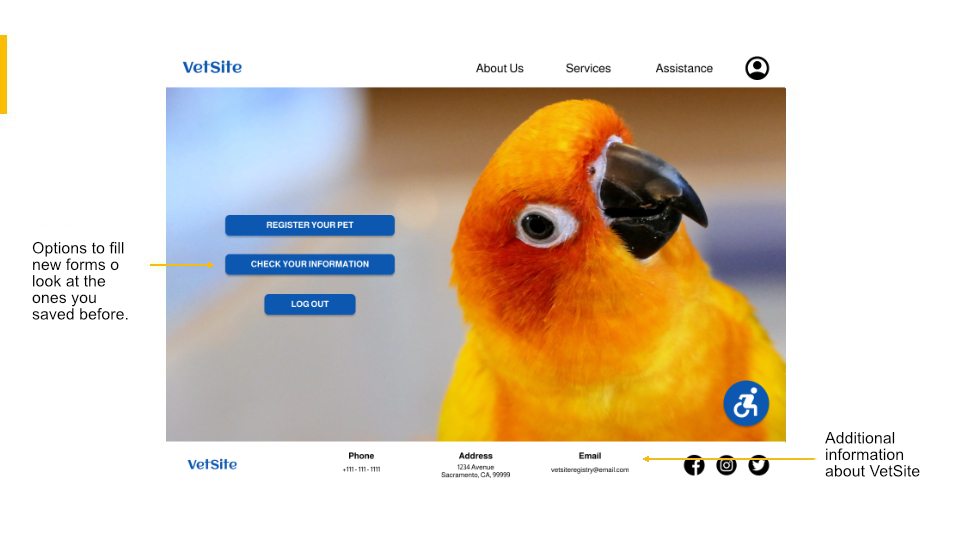 VetSite
About Us Services Assistance
REGISTER YOUR PET
CHECK YOUR INFORMATION
LOG OUT
Options to fill
new forms o
look at the
ones you
saved before.
VetSite
Phone
+111 - 111 - 1111
Address
1234 Avenue
Sacramento, CA, 99999
Email
vetsiteregistry@email.com
Additional
information
about VetSite